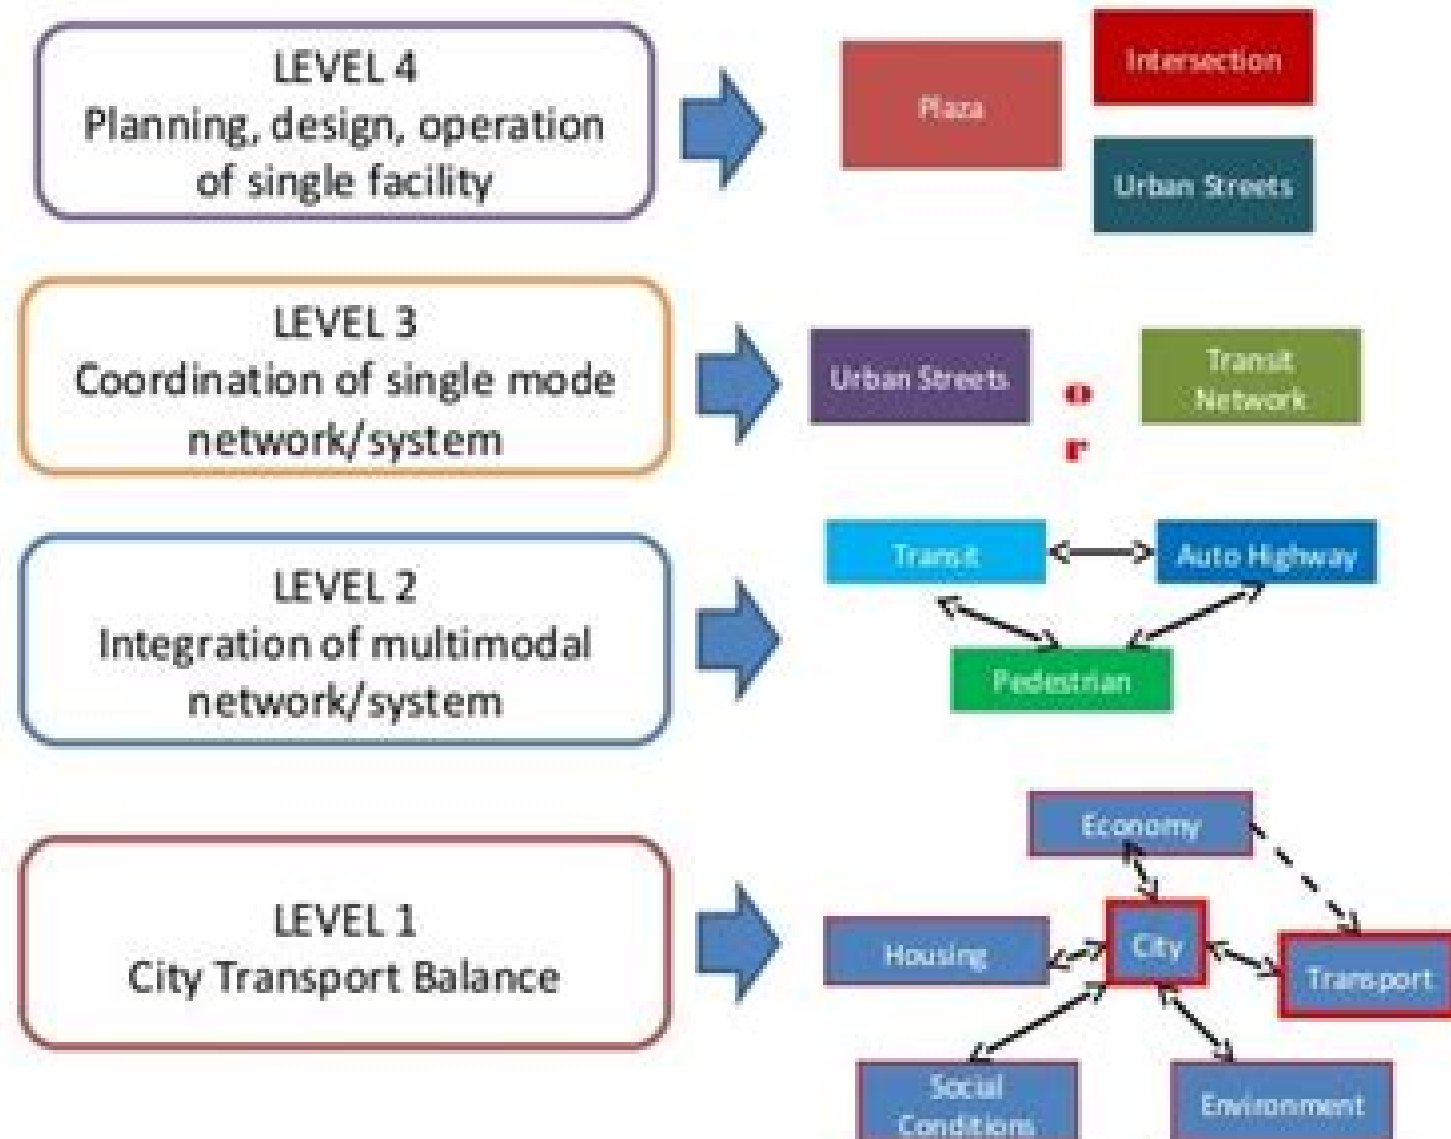 LEVEL 4
Planning, design, operation
of single facility
Plaza
Intersection
Urban Streets
LEVEL 3
Coordination of single mode
network/system
Urban Streets
o
r
Transit
Network
LEVEL 2
Integration of multimodal
network/system
Transit
Auto Highway
Pedestrian
LEVEL 1
City Transport Balance
Economy
Housing
City
Transport
Social
Conditions
Environment